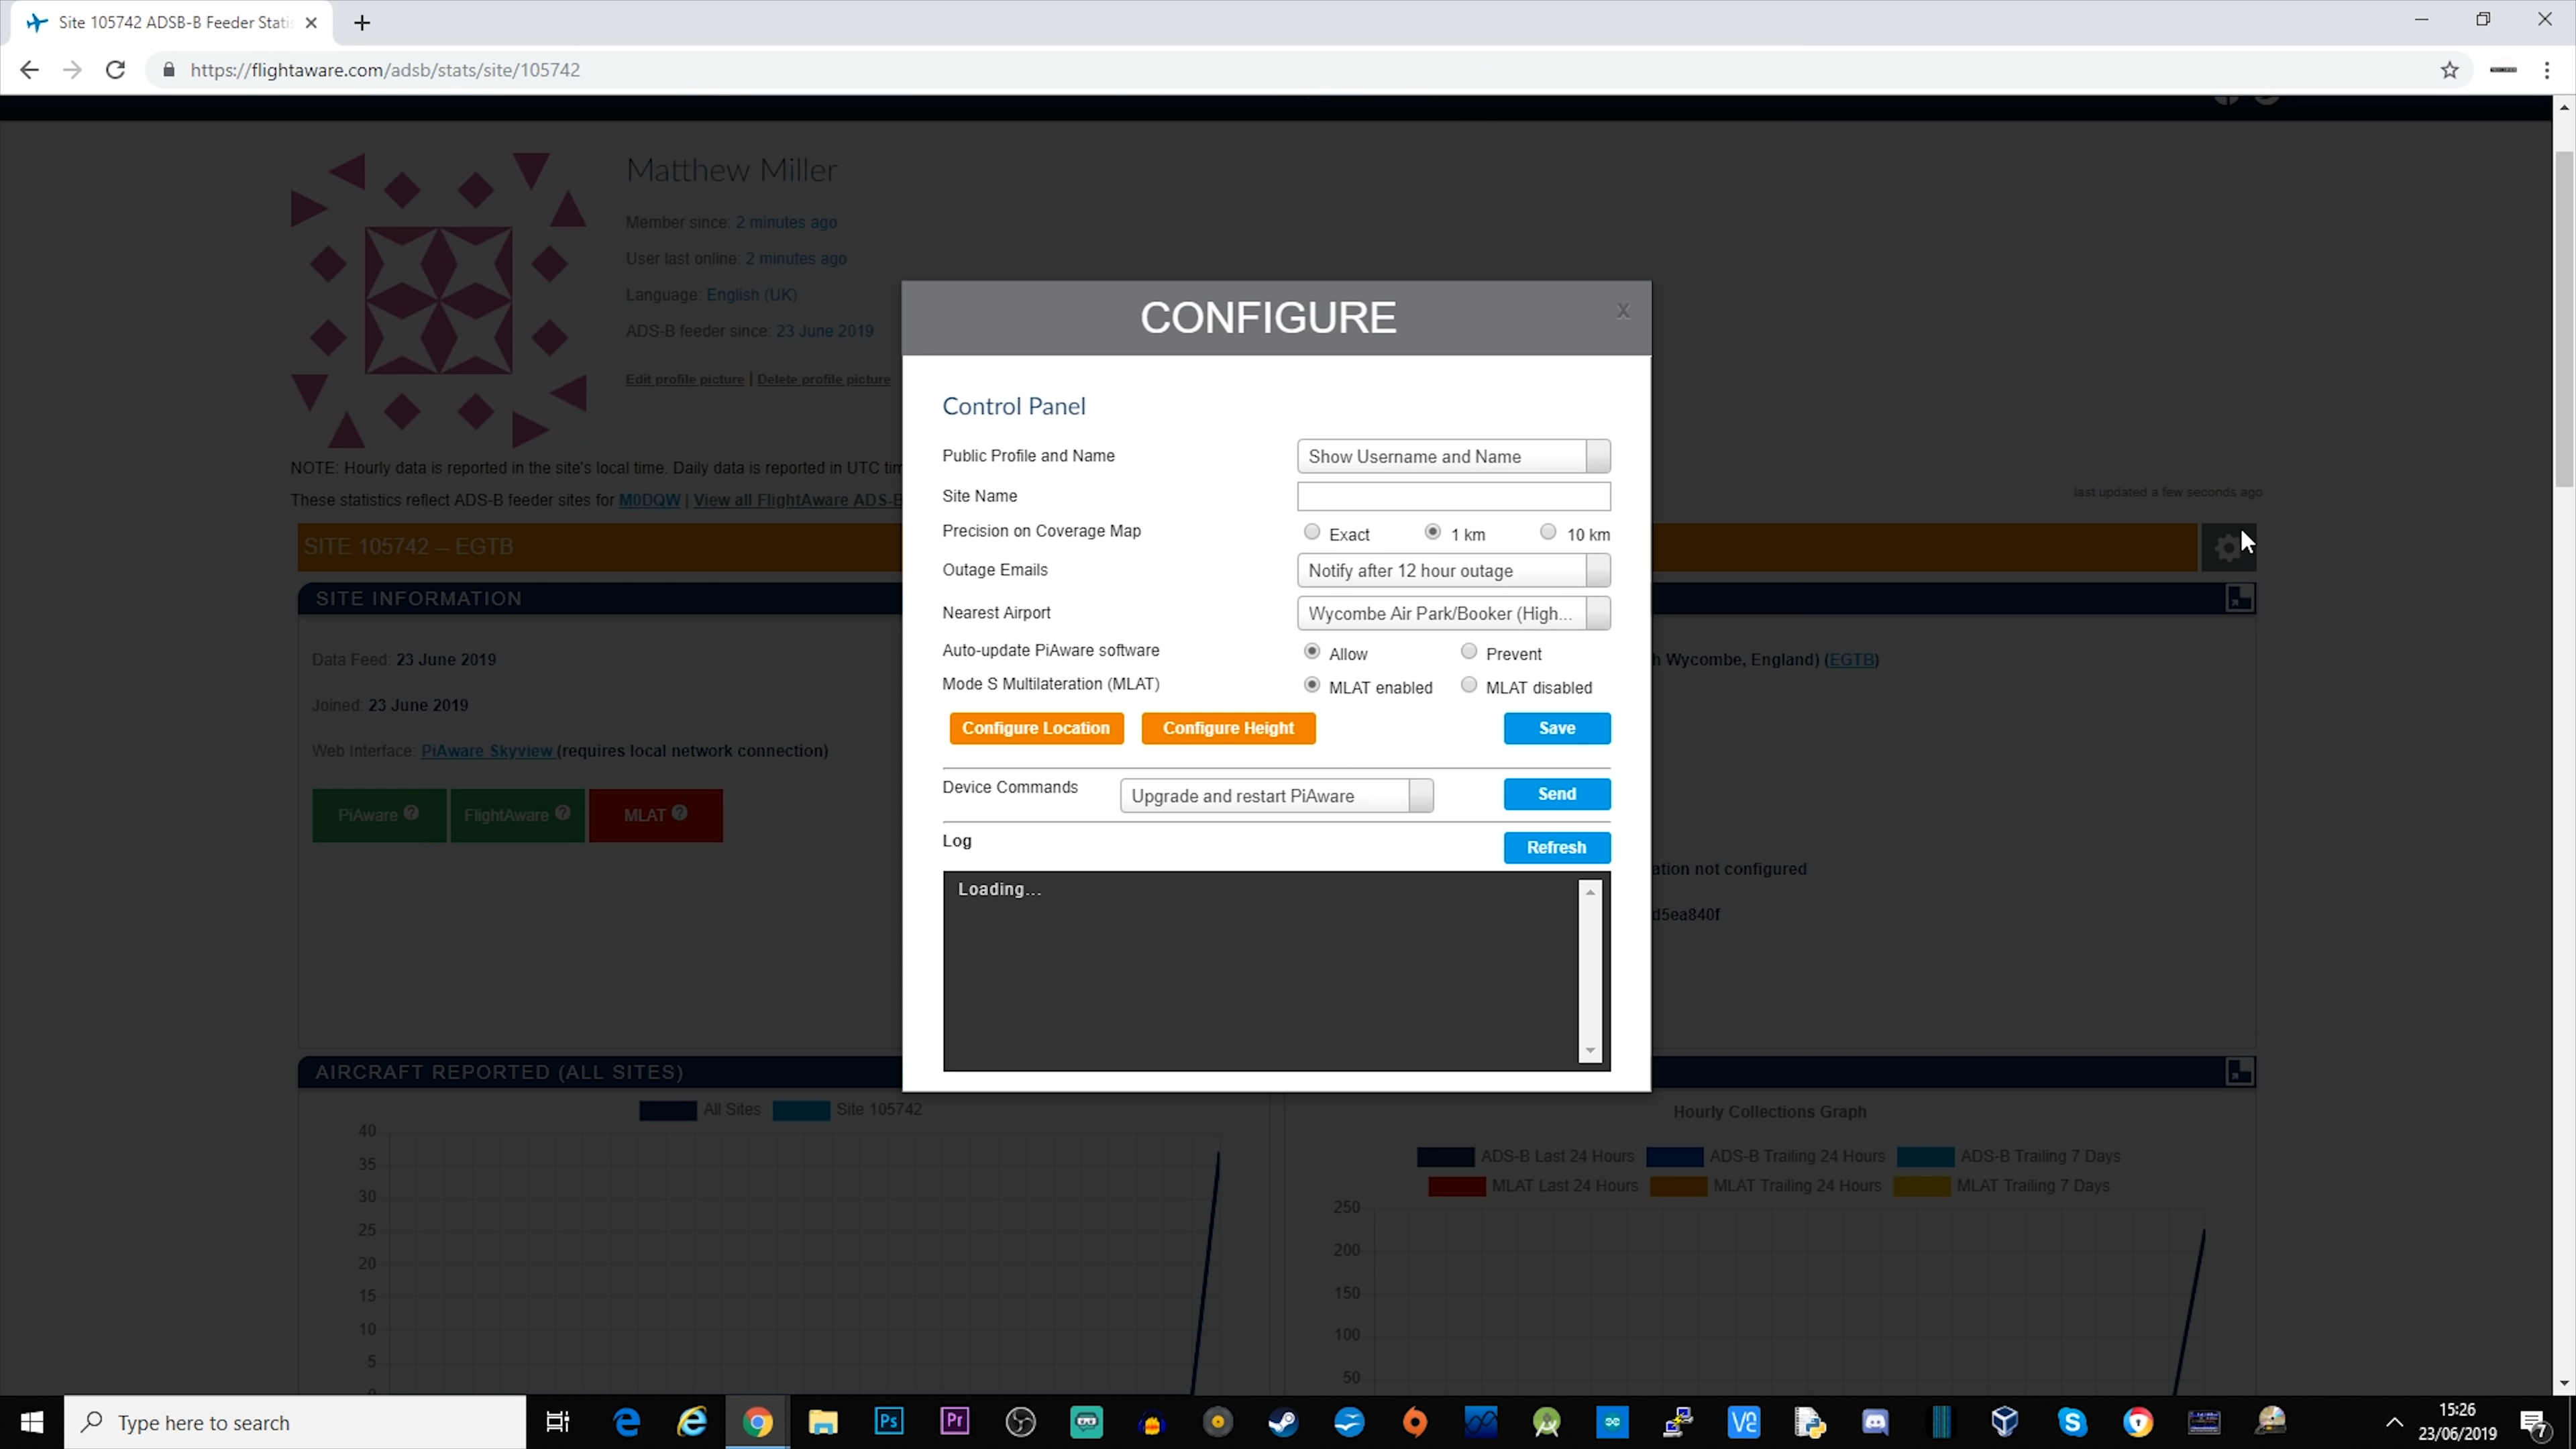 Site 105742 ADSB-B Feeder Stati
https://flightaware.com/adsb/stats/site/105742
Matthew Miller
Member since: 2 minutes ago
User last online: 2 minutes ago
Language: English (UK)
ADS-B feeder since: 23 June 2019
Edit profile picture | Delete profile picture
NOTE: Hourly data is reported in the site's local time. Daily data is reported in UTC tim
These statistics reflect ADS-B feeder sites for M0DQW | View all FlightAware ADS-B
last updated a few seconds ago
SITE 105742 – EGTB
SITE INFORMATION
Data Feed: 23 June 2019
h Wycombe, England) (EGTB)
Joined: 23 June 2019
Web Interface: PiAware Skyview (requires local network connection)
PiAware ? FlightAware ? MLAT ?
ation not configured
d5ea840f
CONFIGURE
X
Control Panel
Public Profile and Name Show Username and Name
Site Name
Precision on Coverage Map Exact 1 km 10 km
Outage Emails Notify after 12 hour outage
Nearest Airport Wycombe Air Park/Booker (High...
Auto-update PiAware software Allow Prevent
Mode S Multilateration (MLAT) MLAT enabled MLAT disabled
Configure Location Configure Height Save
Device Commands Upgrade and restart PiAware Send
Log Refresh
Loading...
AIRCRAFT REPORTED (ALL SITES)
All Sites Site 105742
40
35
30
25
20
15
10
5
0
Hourly Collections Graph
ADS-B Last 24 Hours ADS-B Trailing 24 Hours ADS-B Trailing 7 Days
MLAT Last 24 Hours MLAT Trailing 24 Hours MLAT Trailing 7 Days
250
200
150
100
50
Type here to search
Ps
Pr
15:26
23/06/2019
7